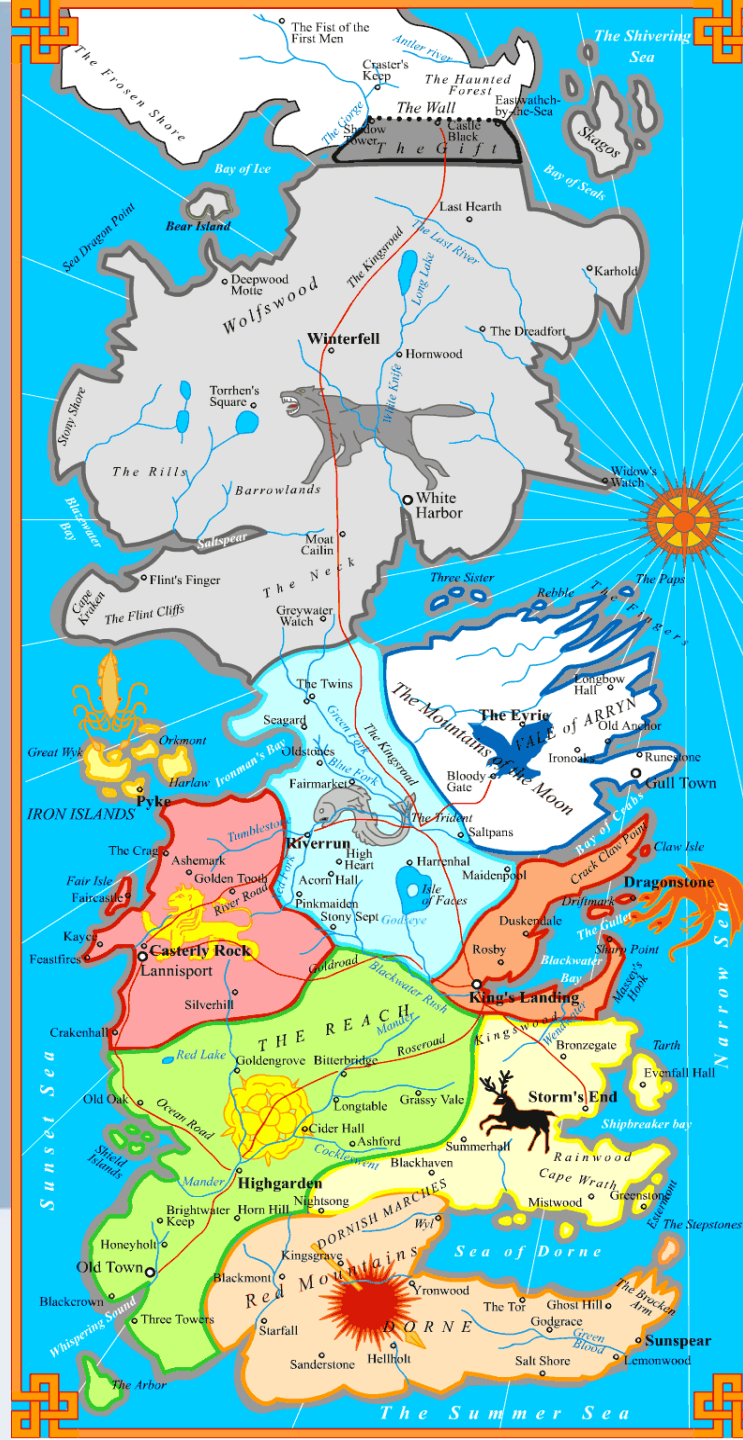 The Fist of the
First Men
The Shivering
Sea
Antler river
The Frozen Shore
Craster's
Keep
The Haunted
Forest
The Wall
Eastwathch-
by-the-Sea
The Gorge
Shadow
Tower
Castle
Black
The Gift
Skagos
Bay of Ice
Bay of Seals
Bear Island
Last Hearth
Sea Dragon Point
The Last River
The Kingsroad
Karhold
Deepwood
Motte
Long Lake
Wolfswood
The Dreadfort
Winterfell
Hornwood
Torrhen's
Square
White Knife
Stony Shore
The Rills
Barrowlands
Widow's
Watch
White
Harbor
Blazewater
Bay
Saltspear
Moat
Cailin
The Neck
Flint's Finger
Cape
Kraken
The Flint Cliffs
Greywater
Watch
Three Sister
Rebble
The Paps
The Fingers
The Twins
Longbow
Hall
The Mountains of the Moon
The Eyrie
VALE of ARRYN
Seagard
Green Fork
The Kingsroad
Old Anchor
Great Wyk
Orkmont
Ironman's Bay
Oldstones
Ironoaks
Runestone
Blue Fork
Bloody
Gate
Harlaw
Fairmarket
Gull Town
Pyke
IRON ISLANDS
The Trident
Bay of Crabs
Tumblestone
Riverrun
Saltpans
Crack Claw Point
Claw Isle
The Crag
Ashemark
High
Heart
Harrenhal
Maidenpool
Golden Tooth
Red Fork
Acorn Hall
Fair Isle
Faircastle
River Road
Isle
of Faces
Dragonstone
Pinkmaiden
Driftmark
Stony Sept
Godseye
Duskendale
The Gullet
Kayce
Feastfires
Casterly Rock
Lannisport
Rosby
Blackwater
Bay
Sharp Point
Goldroad
Blackwater Rush
Massey's
Hook
Narrow Sea
Silverhill
King's Landing
Crakenhall
THE REACH
Mander
Kingswood
Wendwater
Roseroad
Red Lake
Goldengrove
Bitterbridge
Bronzegate
Tarth
Evenfall Hall
Old Oak
Ocean Road
Longtable
Grassy Vale
Storm's End
Sunset Sea
Cider Hall
Shipbreaker bay
Ashford
Summerhall
Shield
Islands
Cockleswent
Rainwood
Blackhaven
Mander
Highgarden
Cape Wrath
Mistwood
Greenstone
Estermont
Nightsong
DORNISH MARCHES
Brightwater
Keep
Horn Hill
Wyl
The Stepstones
Honeyholt
Sea of Dorne
Kingsgrave
Old Town
Red Mountains
Blackmont
Yronwood
The Brocken
Arm
Blackcrown
The Tor
Ghost Hill
Whispering Sound
Three Towers
Starfall
DORNE
Godgrace
Green
Blood
Sunspear
Sanderstone
Hellholt
Salt Shore
Lemonwood
The Arbor
The Summer Sea